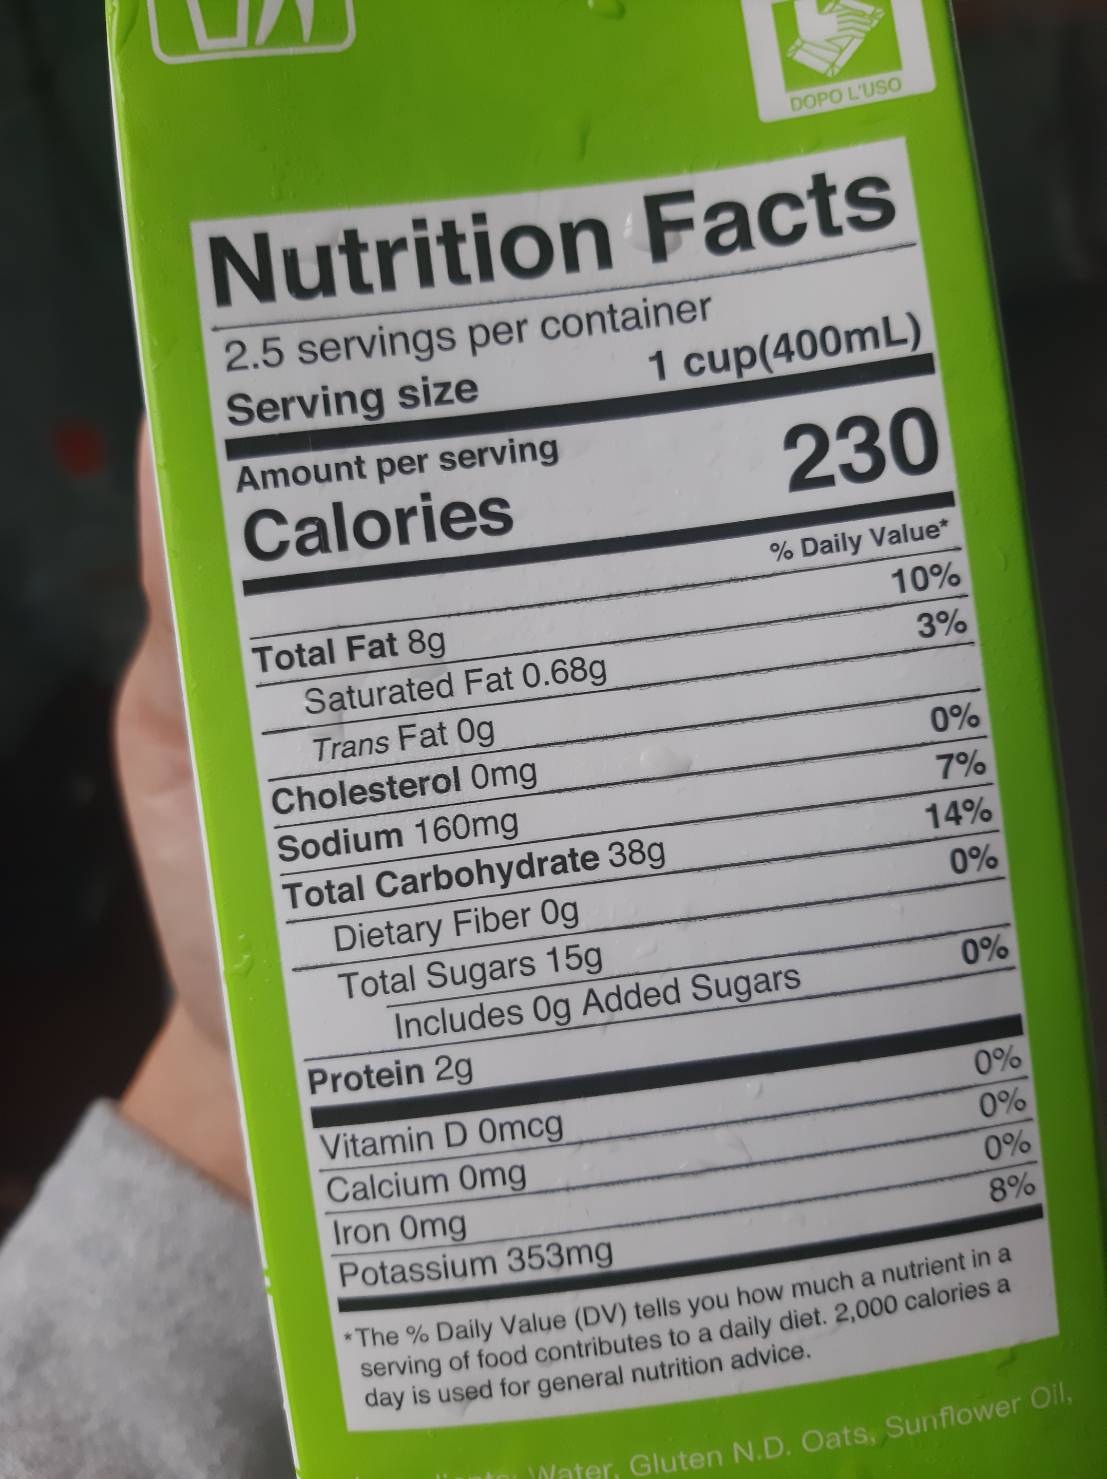 DOPO L'USO
Nutrition Facts
2.5 servings per container
Serving size 1 cup(400mL)
Amount per serving
Calories 230
% Daily Value*
Total Fat 8g 10%
Saturated Fat 0.68g 3%
Trans Fat 0g
Cholesterol 0mg 0%
Sodium 160mg 7%
Total Carbohydrate 38g 14%
Dietary Fiber 0g 0%
Total Sugars 15g
Includes 0g Added Sugars 0%
Protein 2g
Vitamin D 0mcg 0%
Calcium 0mg 0%
Iron 0mg 0%
Potassium 353mg 8%
*The % Daily Value (DV) tells you how much a nutrient in a
serving of food contributes to a daily diet. 2,000 calories a
day is used for general nutrition advice.
Water, Gluten N.D. Oats, Sunflower Oil,